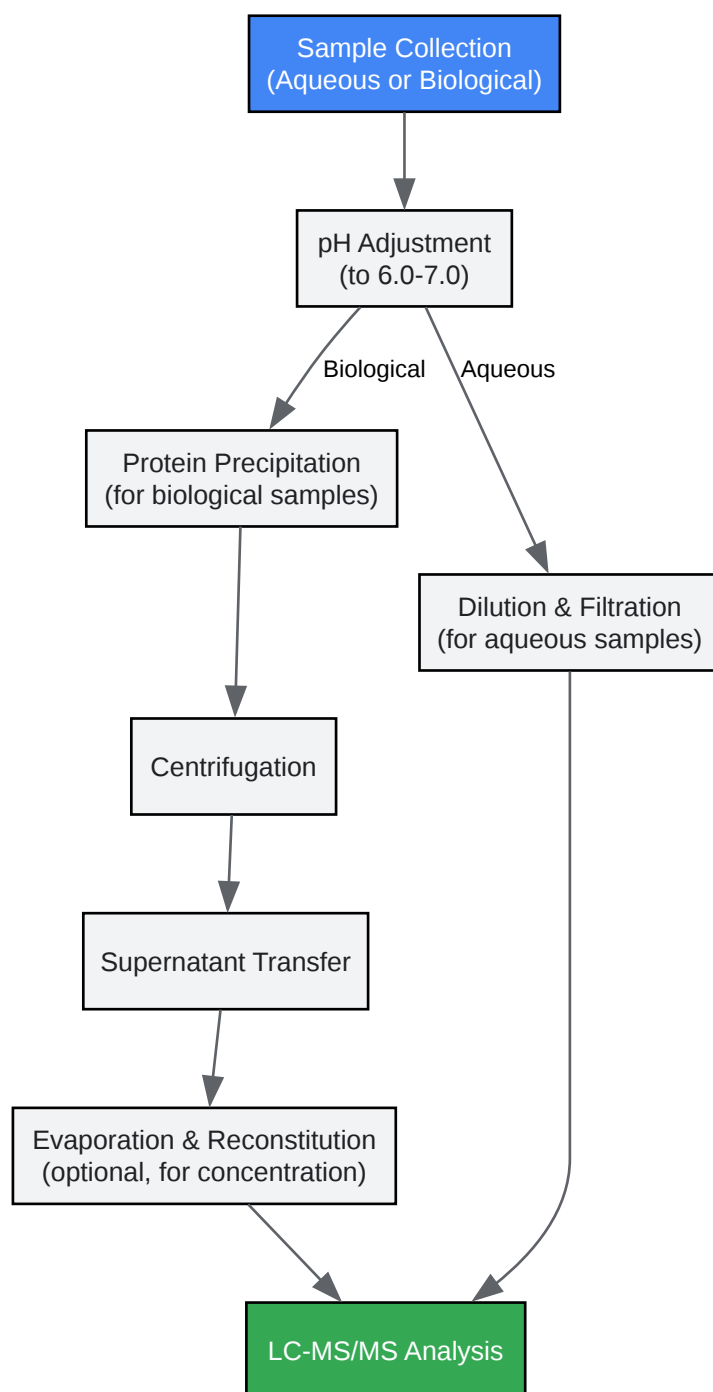 Sample Collection
(Aqueous or Biological)
pH Adjustment
(to 6.0-7.0)
Biological
Aqueous
Protein Precipitation
(for biological samples)
Dilution & Filtration
(for aqueous samples)
Centrifugation
Supernatant Transfer
Evaporation & Reconstitution
(optional, for concentration)
LC-MS/MS Analysis